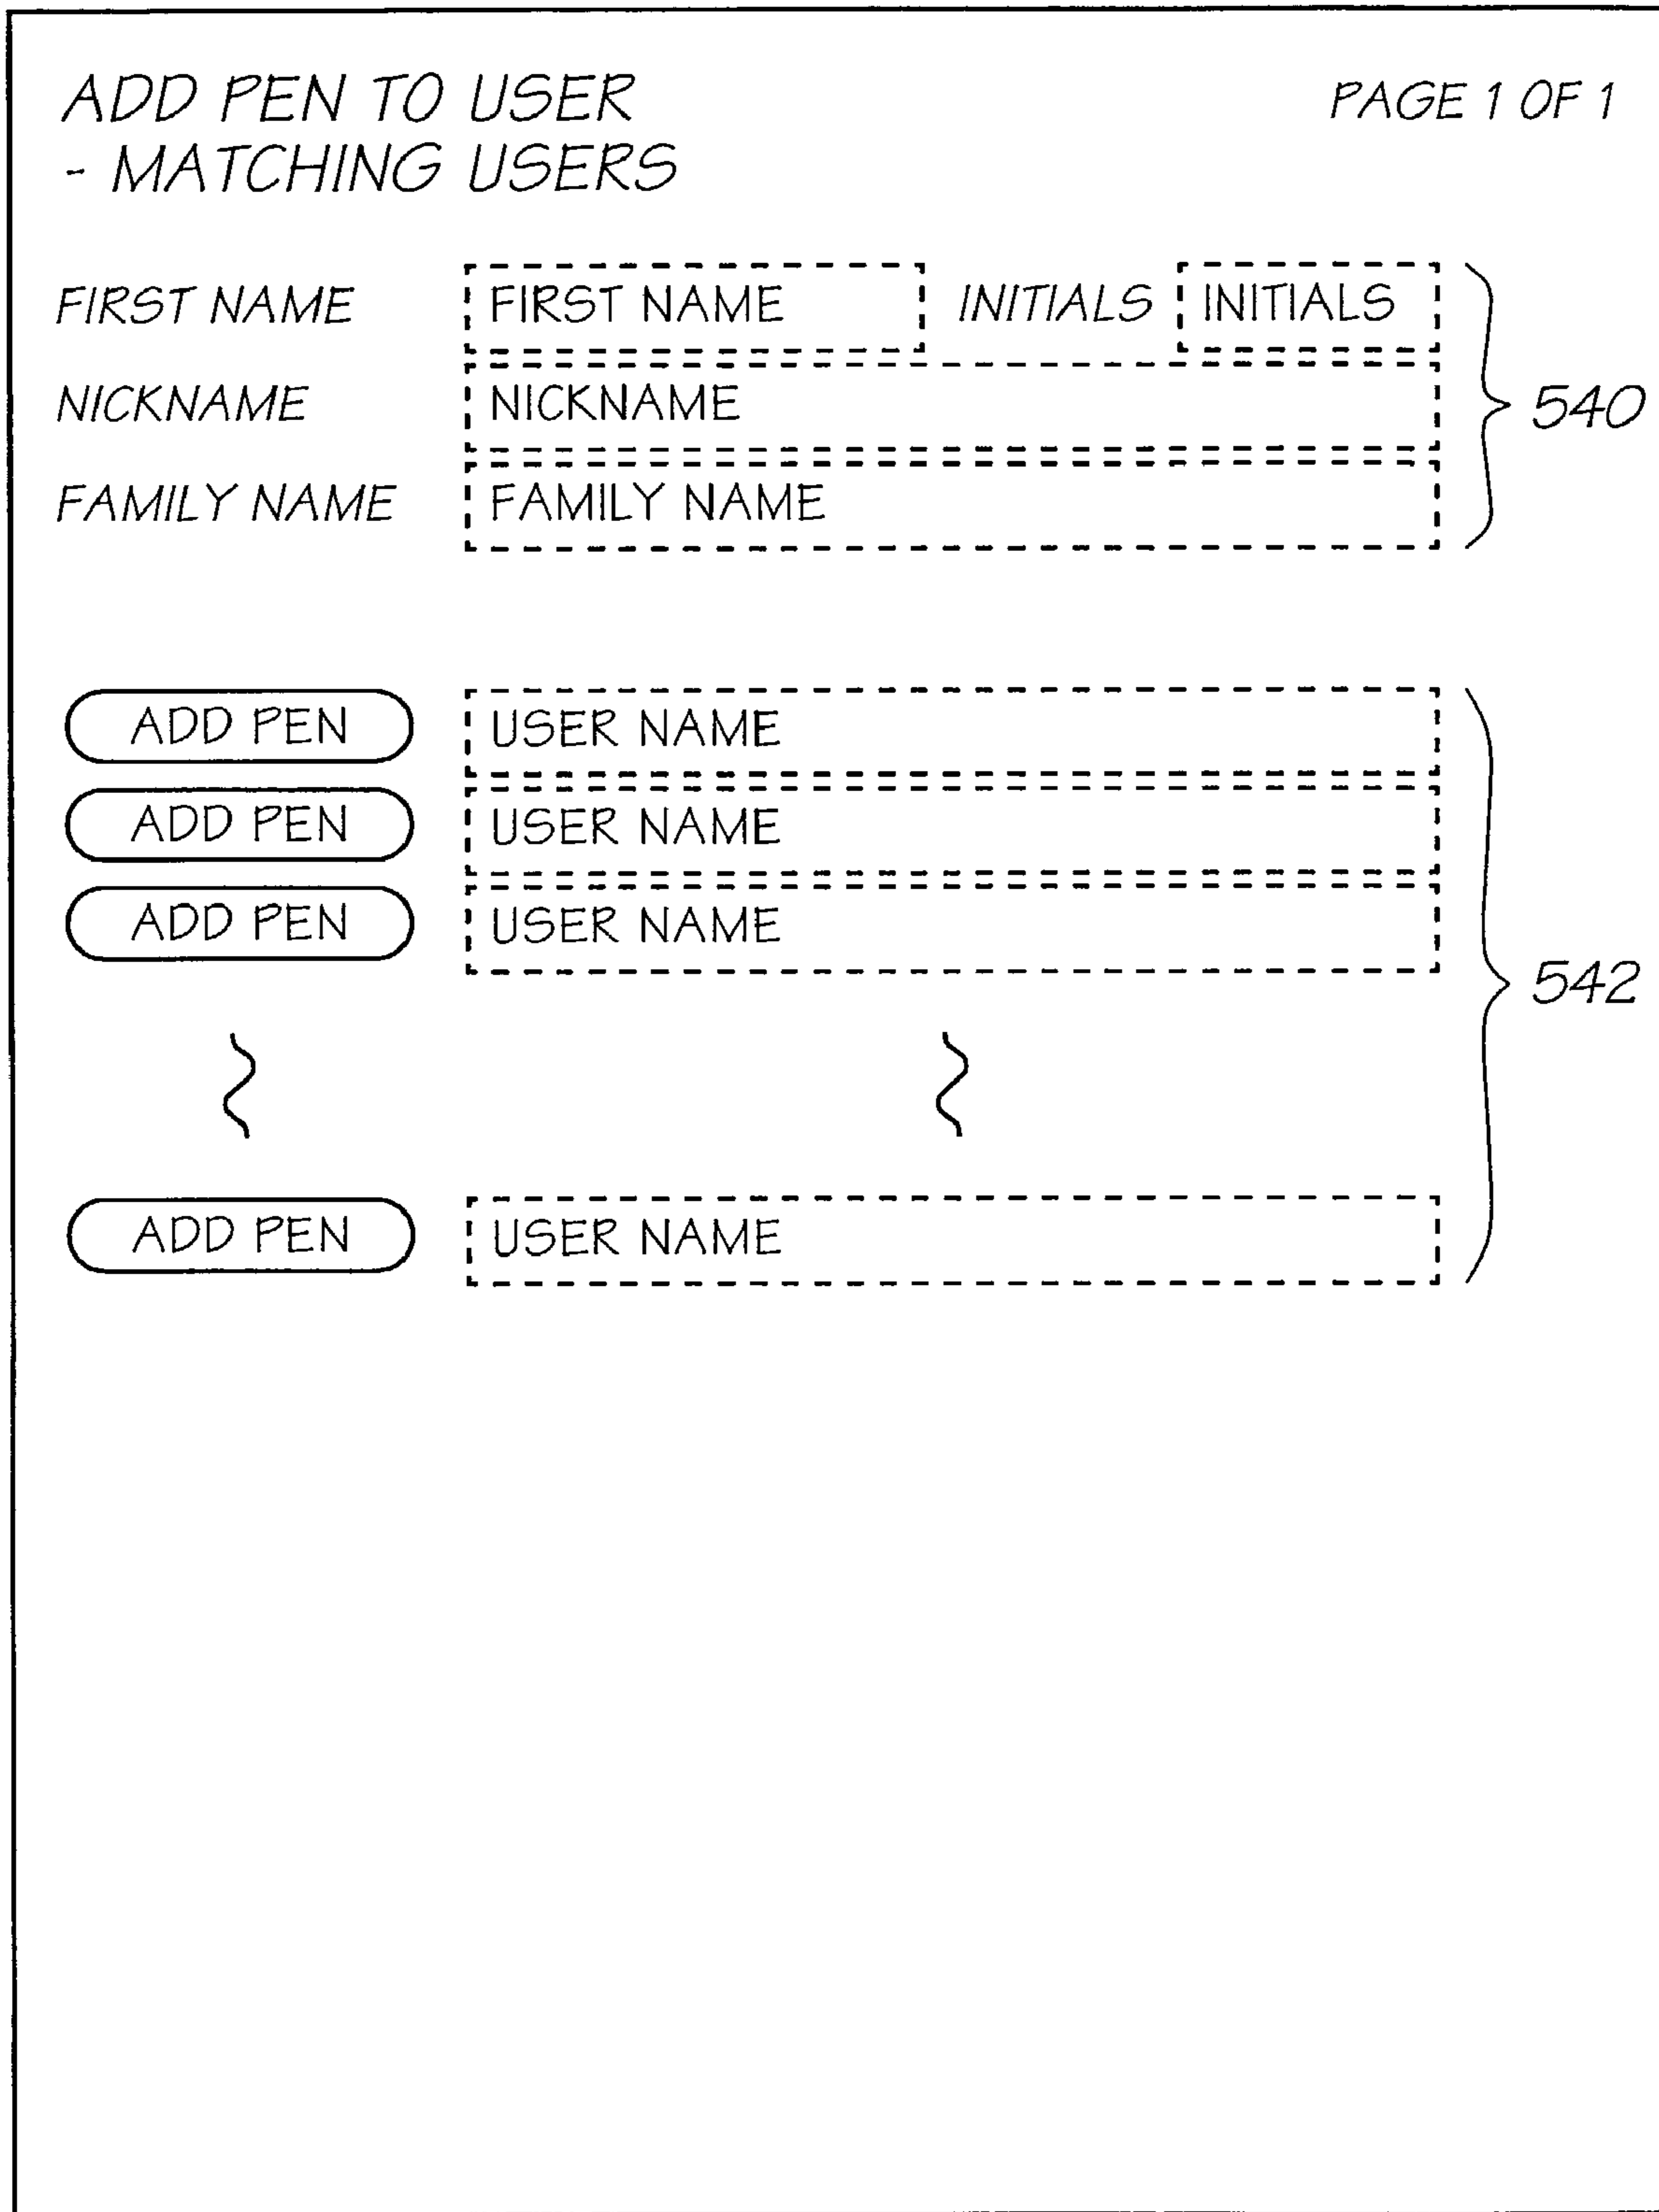 ADD PEN TO USER PAGE 1 OF 1
- MATCHING USERS
FIRST NAME FIRST NAME INITIALS INITIALS
NICKNAME NICKNAME 540
FAMILY NAME FAMILY NAME
ADD PEN USER NAME
ADD PEN USER NAME
ADD PEN USER NAME
542
ADD PEN USER NAME